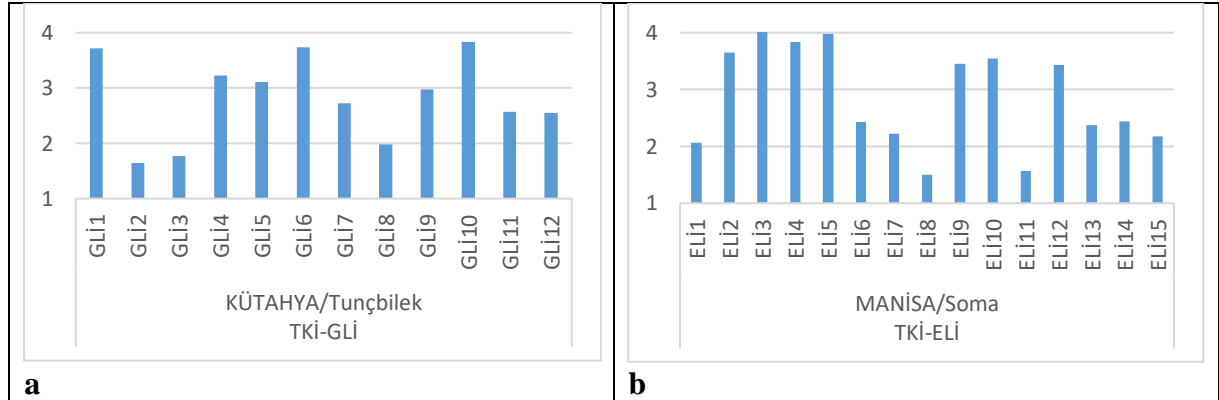 4
3
2
1
GLİ1
GLİ2
GLİ3
GLİ4
GLİ5
GLİ6
GLİ7
GLİ8
GLİ9
GLİ10
GLİ11
GLİ12
KÜTAHYA/Tunçbilek
TKİ-GLİ
a
4
3
2
1
ELİ1
ELİ2
ELİ3
ELİ4
ELİ5
ELİ6
ELİ7
ELİ8
ELİ9
ELİ10
ELİ11
ELİ12
ELİ13
ELİ14
ELİ15
MANİSA/Soma
TKİ-ELİ
b